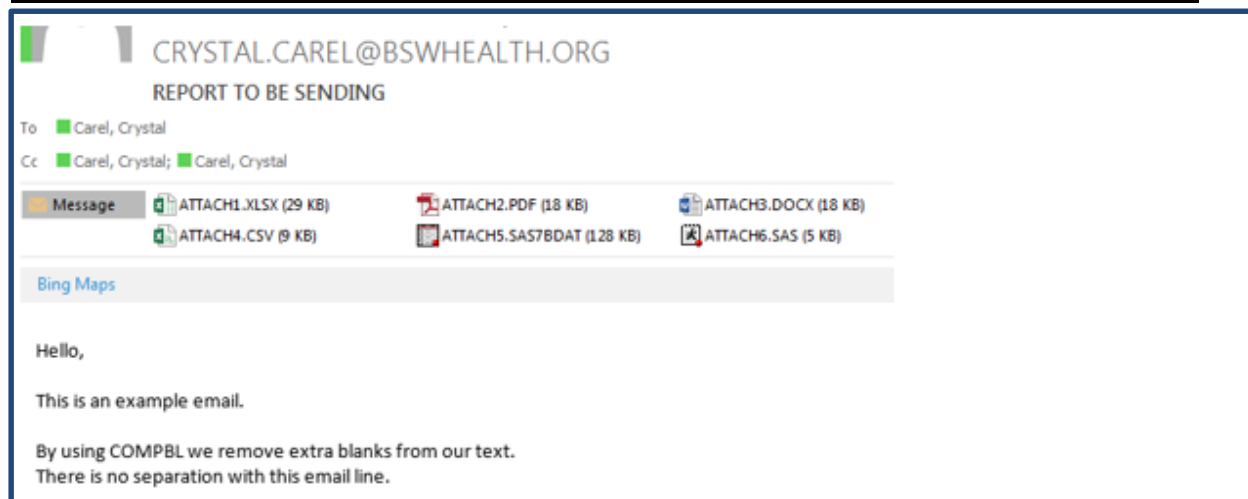 CRYSTAL.CAREL@BSWHEALTH.ORG
REPORT TO BE SENDING
To Carel, Crystal
Cc Carel, Crystal; Carel, Crystal
Message ATTACH1.XLSX (29 KB) ATTACH2.PDF (18 KB) ATTACH3.DOCX (18 KB)
ATTACH4.CSV (9 KB) ATTACH5.SAS7BDAT (128 KB) ATTACH6.SAS (5 KB)
Bing Maps
Hello,
This is an example email.
By using COMPBL we remove extra blanks from our text.
There is no separation with this email line.